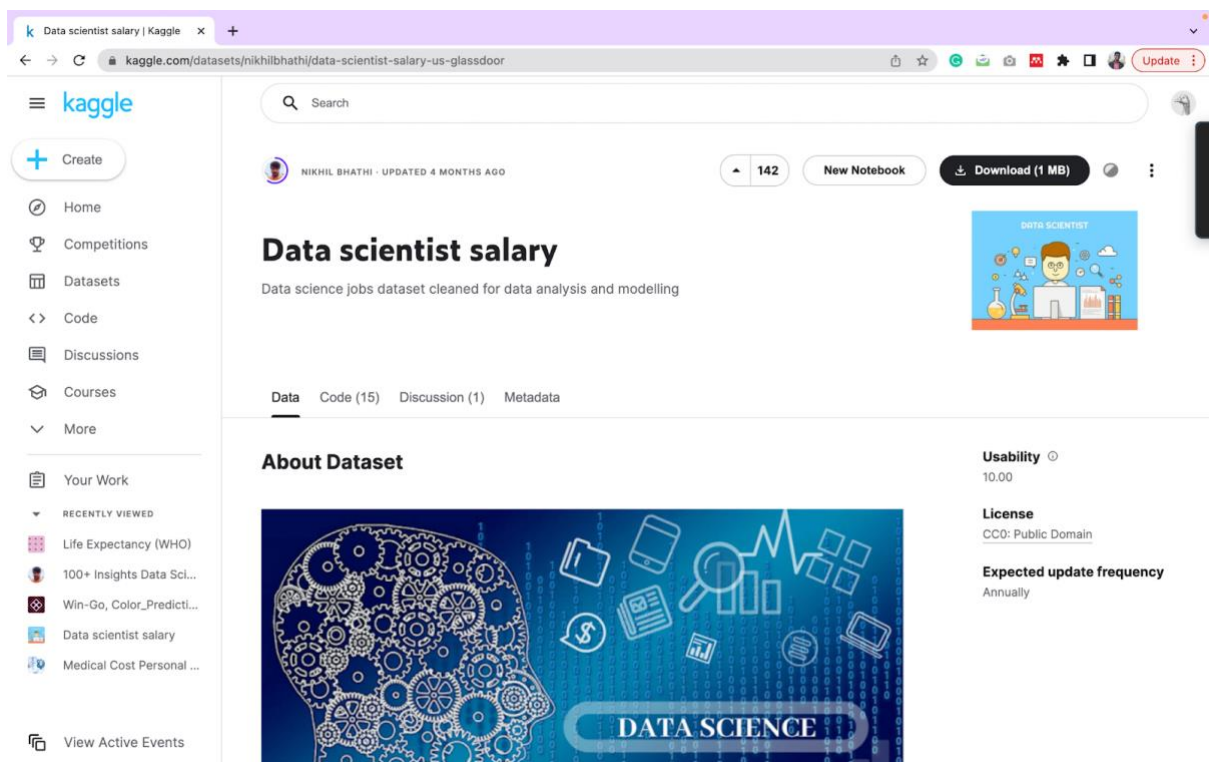 Data scientist salary | Kaggle
kaggle.com/datasets/nikhilbhathi/data-scientist-salary-us-glassdoor
Update
kaggle
Search
Create
NIKHIL BHATHI · UPDATED 4 MONTHS AGO
142
New Notebook
Download (1 MB)
Home
Competitions
Datasets
Code
Discussions
Courses
More
Data scientist salary
Data science jobs dataset cleaned for data analysis and modelling
DATA SCIENTIST
Data Code (15) Discussion (1) Metadata
Your Work
RECENTLY VIEWED
Life Expectancy (WHO)
100+ Insights Data Sci...
Win-Go, Color_Predicti...
Data scientist salary
Medical Cost Personal ...
View Active Events
About Dataset
DATA SCIENCE
Usability
10.00
License
CC0: Public Domain
Expected update frequency
Annually